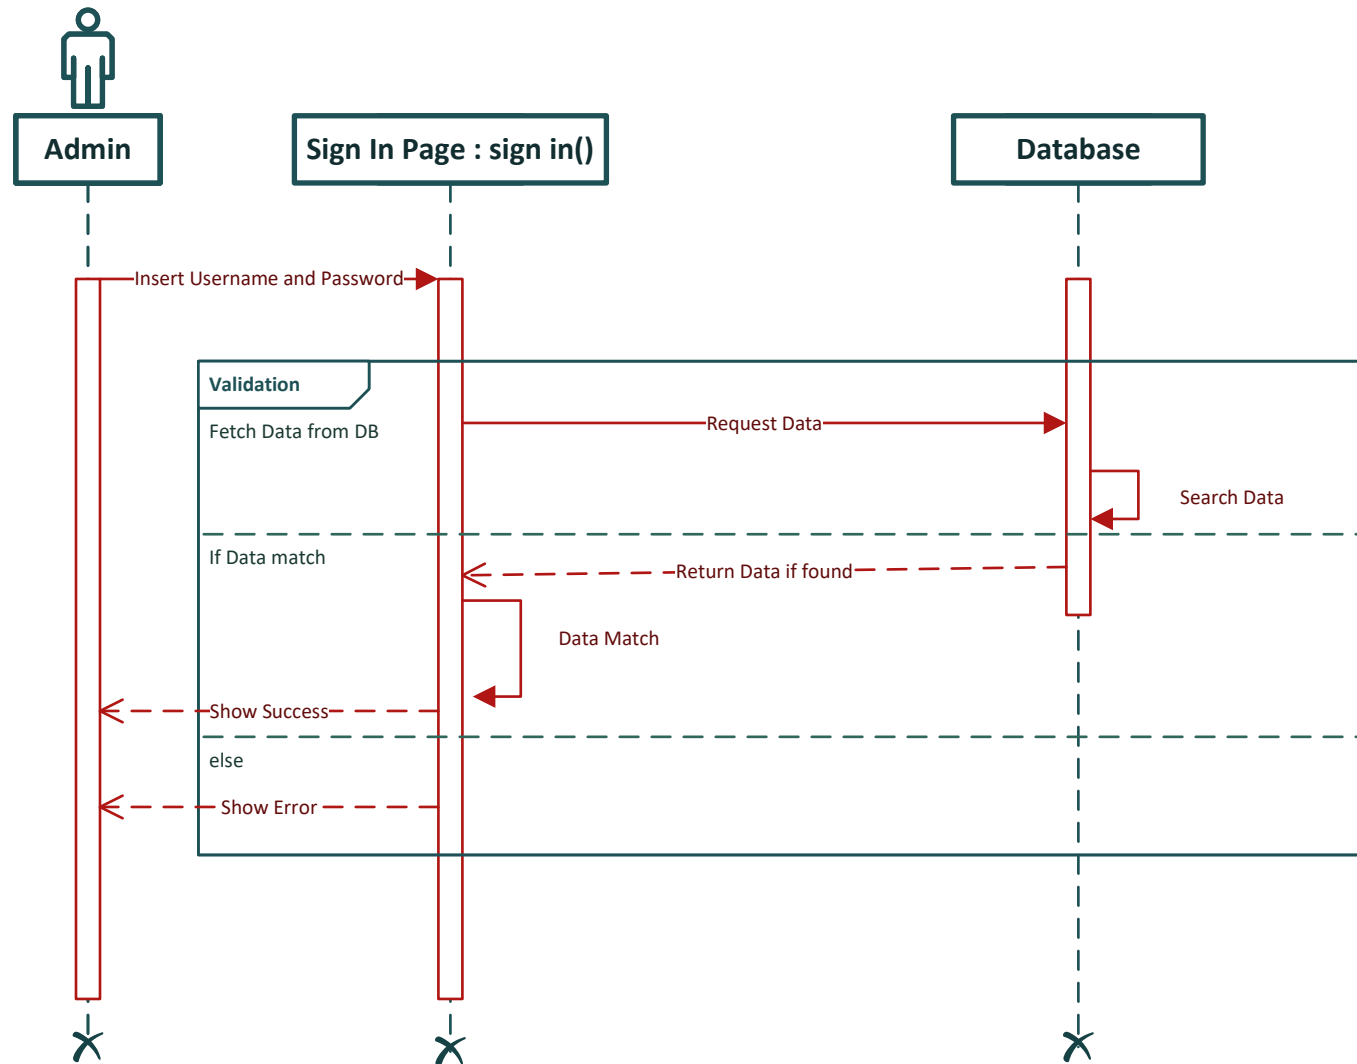 Admin
Sign In Page : sign in()
Database
Insert Username and Password
Validation
Fetch Data from DB
Request Data
Search Data
If Data match
Return Data if found
Data Match
Show Success
else
Show Error